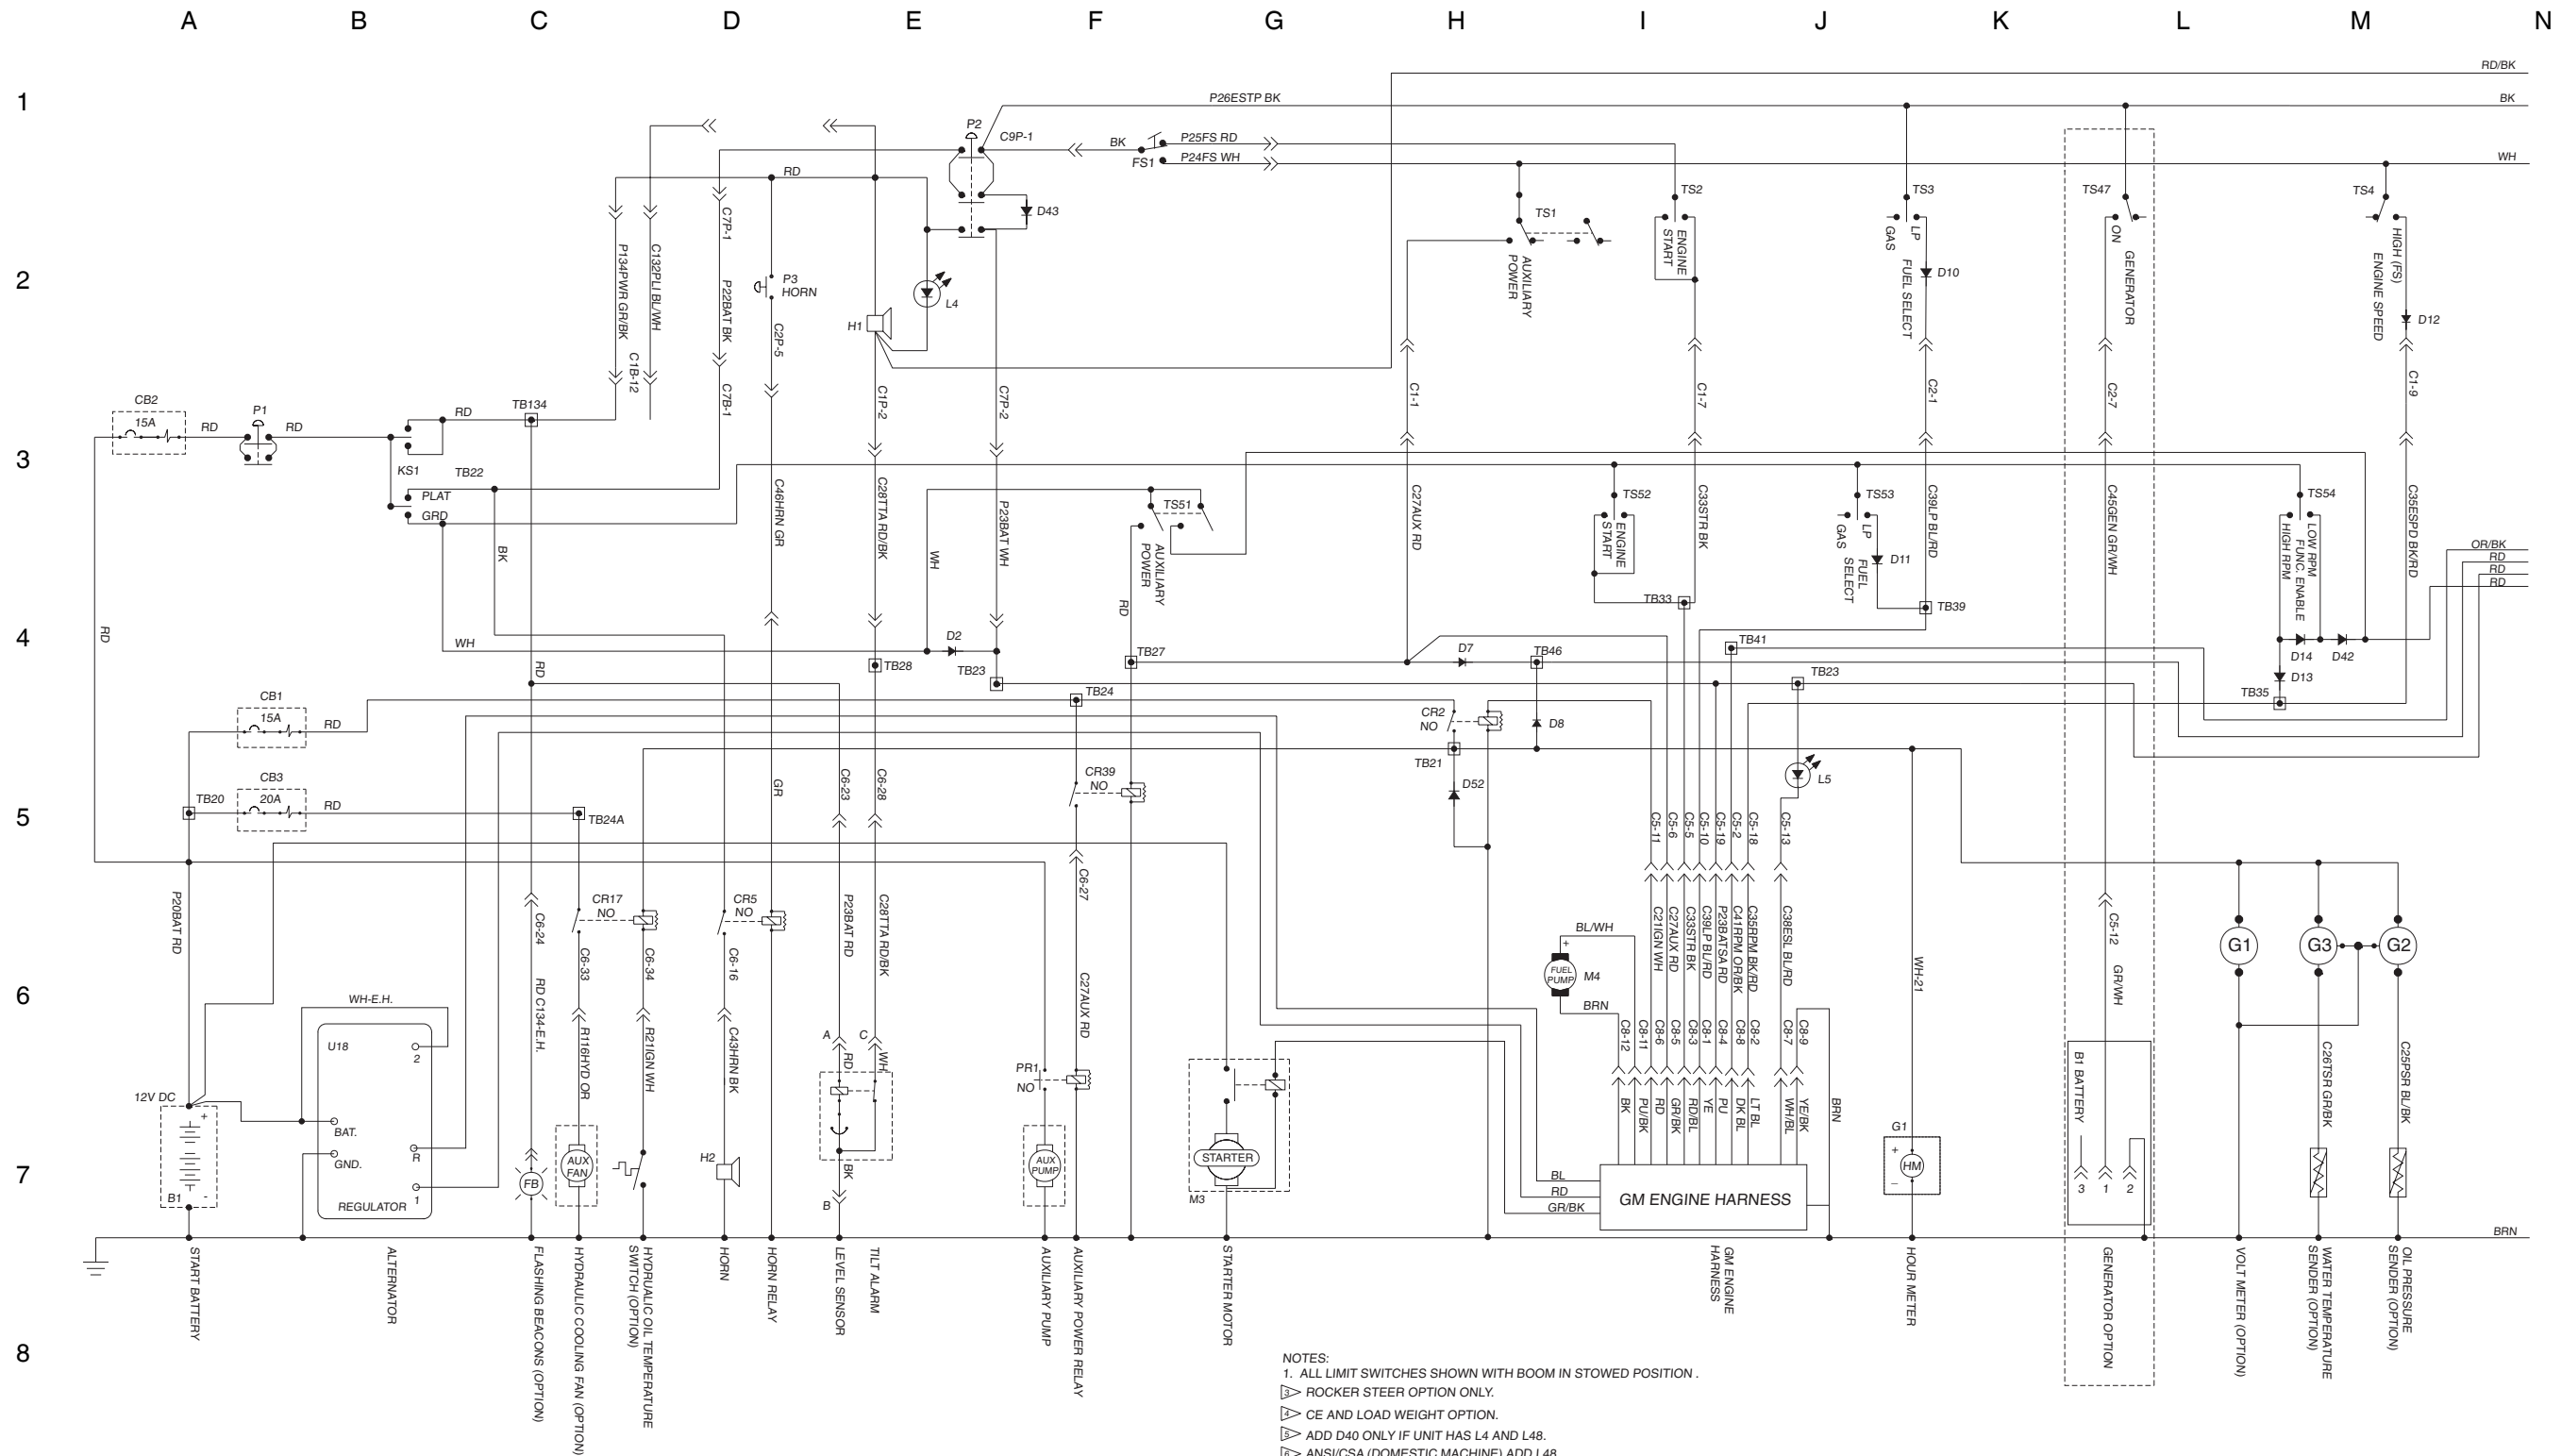 A B C D E F G H I J K L M N
1
2
3
4
5
6
7
8
RD/BK
P26ESTP BK
BK
P2
C9P-1
BK
P25FS RD
FS1
P24FS WH
WH
RD
TS2
TS3
TS47
TS4
C7P-1
D43
TS1
P134PWR GR/BK
C132PLI BL/WH
P22BAT BK
P3
HORN
L4
H1
C2P-5
AUXILIARY
POWER
ENGINE
START
GAS
LP
FUEL SELECT
D10
ON
GENERATOR
HIGH (FS)
ENGINE SPEED
D12
C1B-12
C7B-1
C1P-2
C7P-2
C1-1
C1-7
C2-1
C2-7
C1-9
CB2
15A
RD
P1
RD
RD
TB134
KS1
TB22
PLAT
GRD
BK
C46HRN GR
C28TTA RD/BK
WH
P23BAT WH
TS51
AUXILIARY
POWER
RD
C27AUX RD
TS52
ENGINE
START
C33STR BK
TS53
GAS
LP
FUEL
SELECT
D11
C39LP BL/RD
C45GEN GR/WH
TS54
HIGH RPM
LOW RPM
FUNC. ENABLE
C35ESPD BK/RD
OR/BK
RD
RD
RD
RD
WH
RD
D2
TB28
TB23
TB27
TB33
TB39
D7
TB46
TB41
TB23
D14
D42
D13
TB35
CB1
15A
RD
TB24
CR2
NO
D8
TB21
D52
L5
CB3
20A
RD
TB20
TB24A
GR
C6-23
C6-28
CR39
NO
C5-11
C5-6
C5-5
C5-10
C5-19
C5-2
C5-18
C5-13
P20BAT RD
C6-24
RD C134-E.H.
CR17
NO
C6-33
C6-34
CR5
NO
C6-16
P23BAT RD
C28TTA RD/BK
C6-27
C27AUX RD
BL/WH
+
FUEL
PUMP
M4
BRN
C21IGN WH
C27AUX RD
C33STR BK
C39LP BL/RD
P23BATSA RD
C41RPM OR/BK
C35RPM BK/RD
C38ESL BL/RD
WH-21
C5-12
GR/WH
G1
G3
G2
WH-E.H.
U18
2
R116HYD OR
R21IGN WH
C43HRN BK
A
C
RD
WH
C8-12
C8-11
C8-6
C8-5
C8-3
C8-1
C8-4
C8-8
C8-2
C8-7
C8-9
12V DC
+
BAT.
GND.
R
1
REGULATOR
B1
-
FB
AUX
FAN
H2
BK
B
PR1
NO
AUX
PUMP
STARTER
M3
BK
PU/BK
RD
GR/BK
RD/BL
YE
PU
DK BL
LT BL
WH/BL
YE/BK
BRN
BL
RD
GR/BK
GM ENGINE HARNESS
G1
+
HM
–
B1 BATTERY
3
1
2
C26TSR GR/BK
C25PSR BL/BK
BRN
START BATTERY
ALTERNATOR
FLASHING BEACONS (OPTION)
HYDRAULIC COOLING FAN (OPTION)
HYDRUALIC OIL TEMPERATURE
SWITCH (OPTION)
HORN
HORN RELAY
LEVEL SENSOR
TILT ALARM
AUXILIARY PUMP
AUXILIARY POWER RELAY
STARTER MOTOR
GM ENGINE
HARNESS
HOUR METER
GENERATOR OPTION
VOLT METER (OPTION)
WATER TEMPERATURE
SENDER (OPTION)
OIL PRESSURE
SENDER (OPTION)
NOTES:
1. ALL LIMIT SWITCHES SHOWN WITH BOOM IN STOWED POSITION .
3 ROCKER STEER OPTION ONLY.
4 CE AND LOAD WEIGHT OPTION.
5 ADD D40 ONLY IF UNIT HAS L4 AND L48.
6 ANSI/CSA (DOMESTIC MACHINE) ADD L48